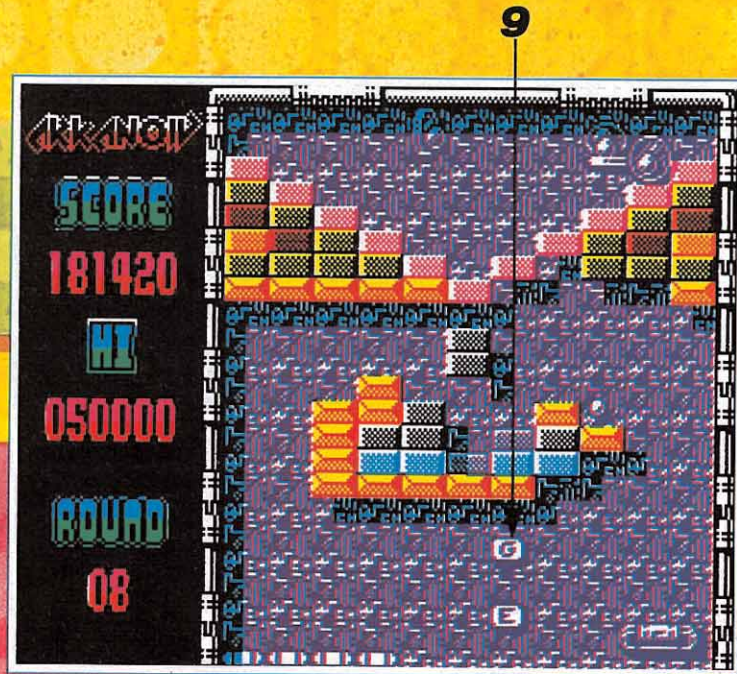 9
ARKANOID
SCORE
181420
HI
050000
ROUND
08
G
E